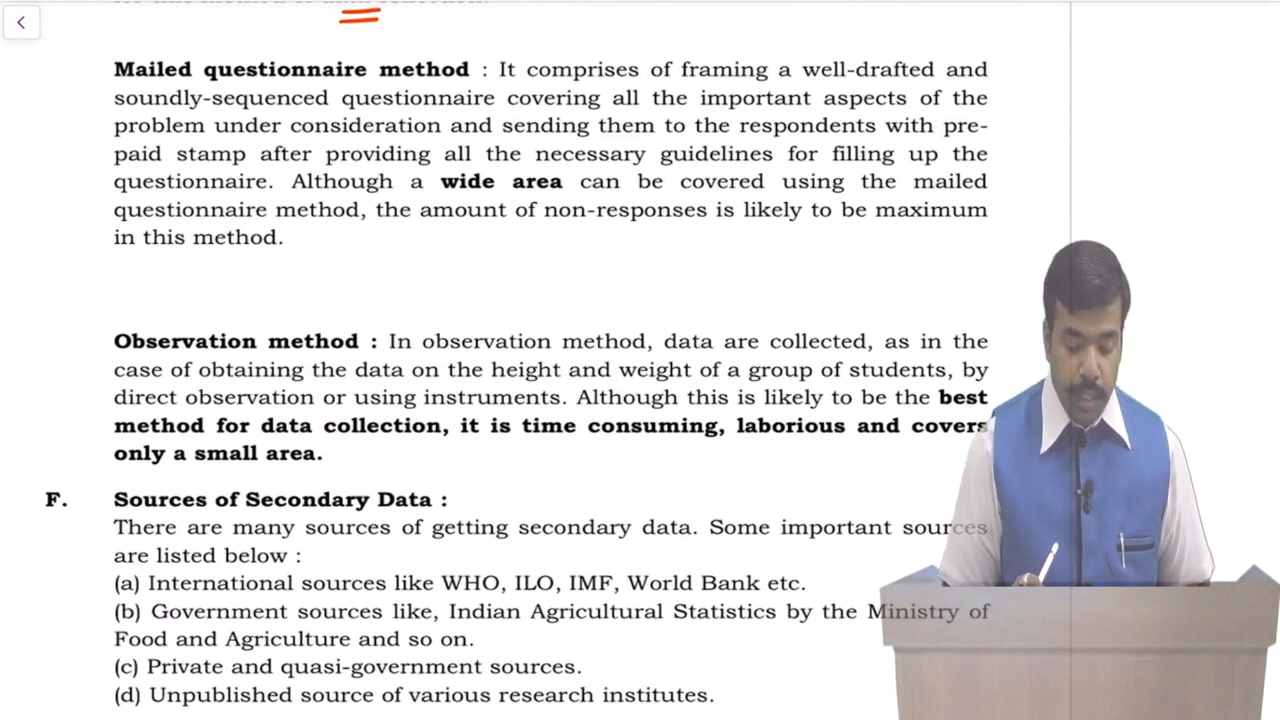 Mailed questionnaire method : It comprises of framing a well-drafted and
soundly-sequenced questionnaire covering all the important aspects of the
problem under consideration and sending them to the respondents with pre-
paid stamp after providing all the necessary guidelines for filling up the
questionnaire. Although a wide area can be covered using the mailed
questionnaire method, the amount of non-responses is likely to be maximum
in this method.
Observation method : In observation method, data are collected, as in the
case of obtaining the data on the height and weight of a group of students, by
direct observation or using instruments. Although this is likely to be the best
method for data collection, it is time consuming, laborious and covers
only a small area.
F. Sources of Secondary Data :
There are many sources of getting secondary data. Some important sources
are listed below :
(a) International sources like WHO, ILO, IMF, World Bank etc.
(b) Government sources like, Indian Agricultural Statistics by the Ministry of
Food and Agriculture and so on.
(c) Private and quasi-government sources.
(d) Unpublished source of various research institutes.